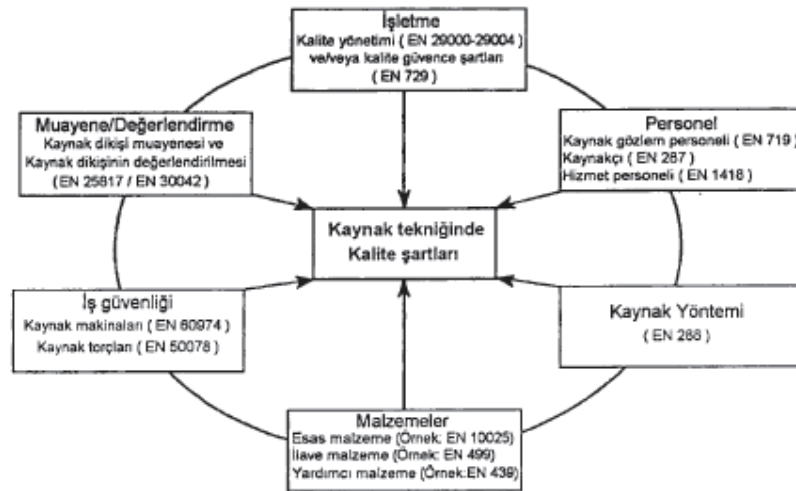 İşletme
Kalite yönetimi ( EN 29000-29004 )
ve/veya kalite güvence şartları
( EN 729 )
Muayene/Değerlendirme
Kaynak dikişi muayenesi ve
Kaynak dikişinin değerlendirilmesi
( EN 25817 / EN 30042 )
Personel
Kaynak gözlem personeli ( EN 719 )
Kaynakçı ( EN 287 )
Hizmet personeli ( EN 1418 )
Kaynak tekniğinde
Kalite şartları
İş güvenliği
Kaynak makinaları ( EN 60974 )
Kaynak torçları ( EN 50078 )
Kaynak Yöntemi
( EN 288 )
Malzemeler
Esas malzeme (Örnek: EN 10025)
İlave malzeme (Örnek: EN 499)
Yardımcı malzeme (Örnek:EN 439)